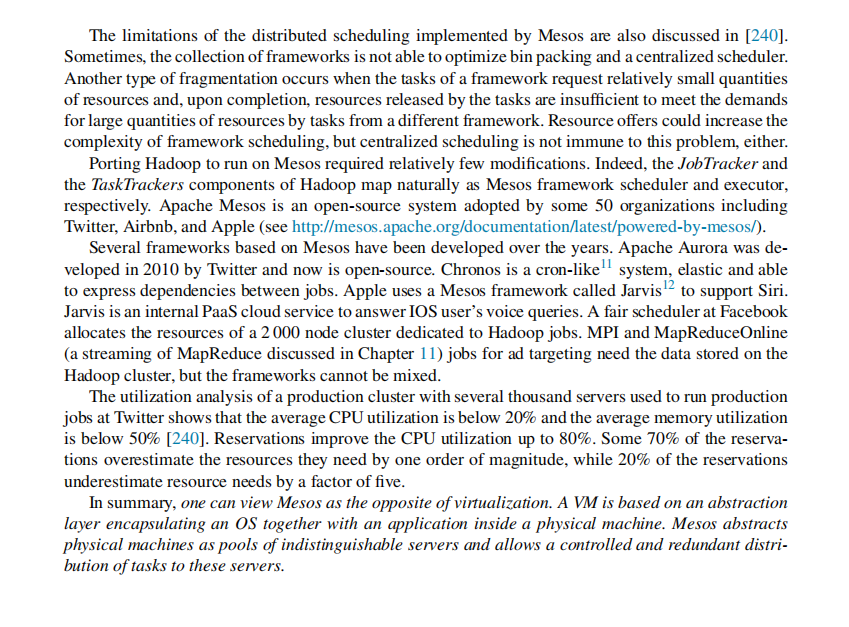 The limitations of the distributed scheduling implemented by Mesos are also discussed in [240].
Sometimes, the collection of frameworks is not able to optimize bin packing and a centralized scheduler.
Another type of fragmentation occurs when the tasks of a framework request relatively small quantities
of resources and, upon completion, resources released by the tasks are insufficient to meet the demands
for large quantities of resources by tasks from a different framework. Resource offers could increase the
complexity of framework scheduling, but centralized scheduling is not immune to this problem, either.
Porting Hadoop to run on Mesos required relatively few modifications. Indeed, the JobTracker and
the TaskTrackers components of Hadoop map naturally as Mesos framework scheduler and executor,
respectively. Apache Mesos is an open-source system adopted by some 50 organizations including
Twitter, Airbnb, and Apple (see http://mesos.apache.org/documentation/latest/powered-by-mesos/).
Several frameworks based on Mesos have been developed over the years. Apache Aurora was de-
veloped in 2010 by Twitter and now is open-source. Chronos is a cron-like11 system, elastic and able
to express dependencies between jobs. Apple uses a Mesos framework called Jarvis12 to support Siri.
Jarvis is an internal PaaS cloud service to answer IOS user's voice queries. A fair scheduler at Facebook
allocates the resources of a 2 000 node cluster dedicated to Hadoop jobs. MPI and MapReduceOnline
(a streaming of MapReduce discussed in Chapter 11) jobs for ad targeting need the data stored on the
Hadoop cluster, but the frameworks cannot be mixed.
The utilization analysis of a production cluster with several thousand servers used to run production
jobs at Twitter shows that the average CPU utilization is below 20% and the average memory utilization
is below 50% [240]. Reservations improve the CPU utilization up to 80%. Some 70% of the reserva-
tions overestimate the resources they need by one order of magnitude, while 20% of the reservations
underestimate resource needs by a factor of five.
In summary, one can view Mesos as the opposite of virtualization. A VM is based on an abstraction
layer encapsulating an OS together with an application inside a physical machine. Mesos abstracts
physical machines as pools of indistinguishable servers and allows a controlled and redundant distri-
bution of tasks to these servers.